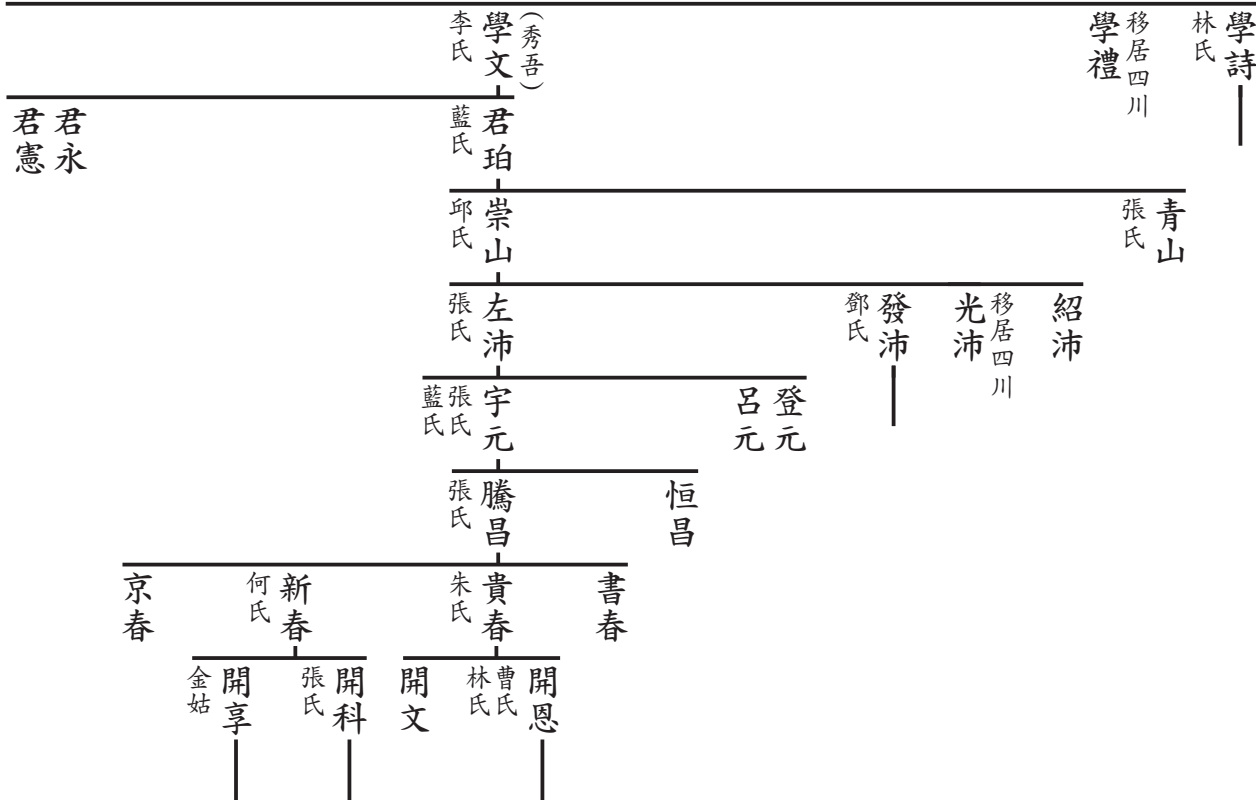 學詩
林氏
移居四川
學禮
(秀吾)
學文
李氏
君珀
藍氏
君永
君憲
青山
張氏
崇山
邱氏
紹沛
移居四川
光沛
發沛
鄧氏
左沛
張氏
登元
呂元
宇元
張氏
藍氏
恒昌
騰昌
張氏
書春
貴春
朱氏
新春
何氏
京春
開恩
曹氏
林氏
開文
開科
張氏
開享
金姑